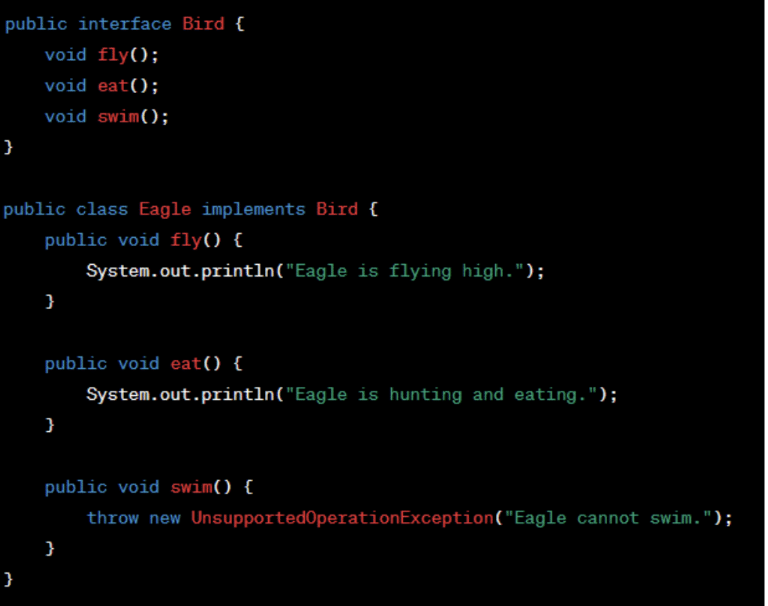 public interface Bird {
void fly();
void eat();
void swim();
}
public class Eagle implements Bird {
public void fly() {
System.out.println("Eagle is flying high.");
}
public void eat() {
System.out.println("Eagle is hunting and eating.");
}
public void swim() {
throw new UnsupportedOperationException("Eagle cannot swim.");
}
}